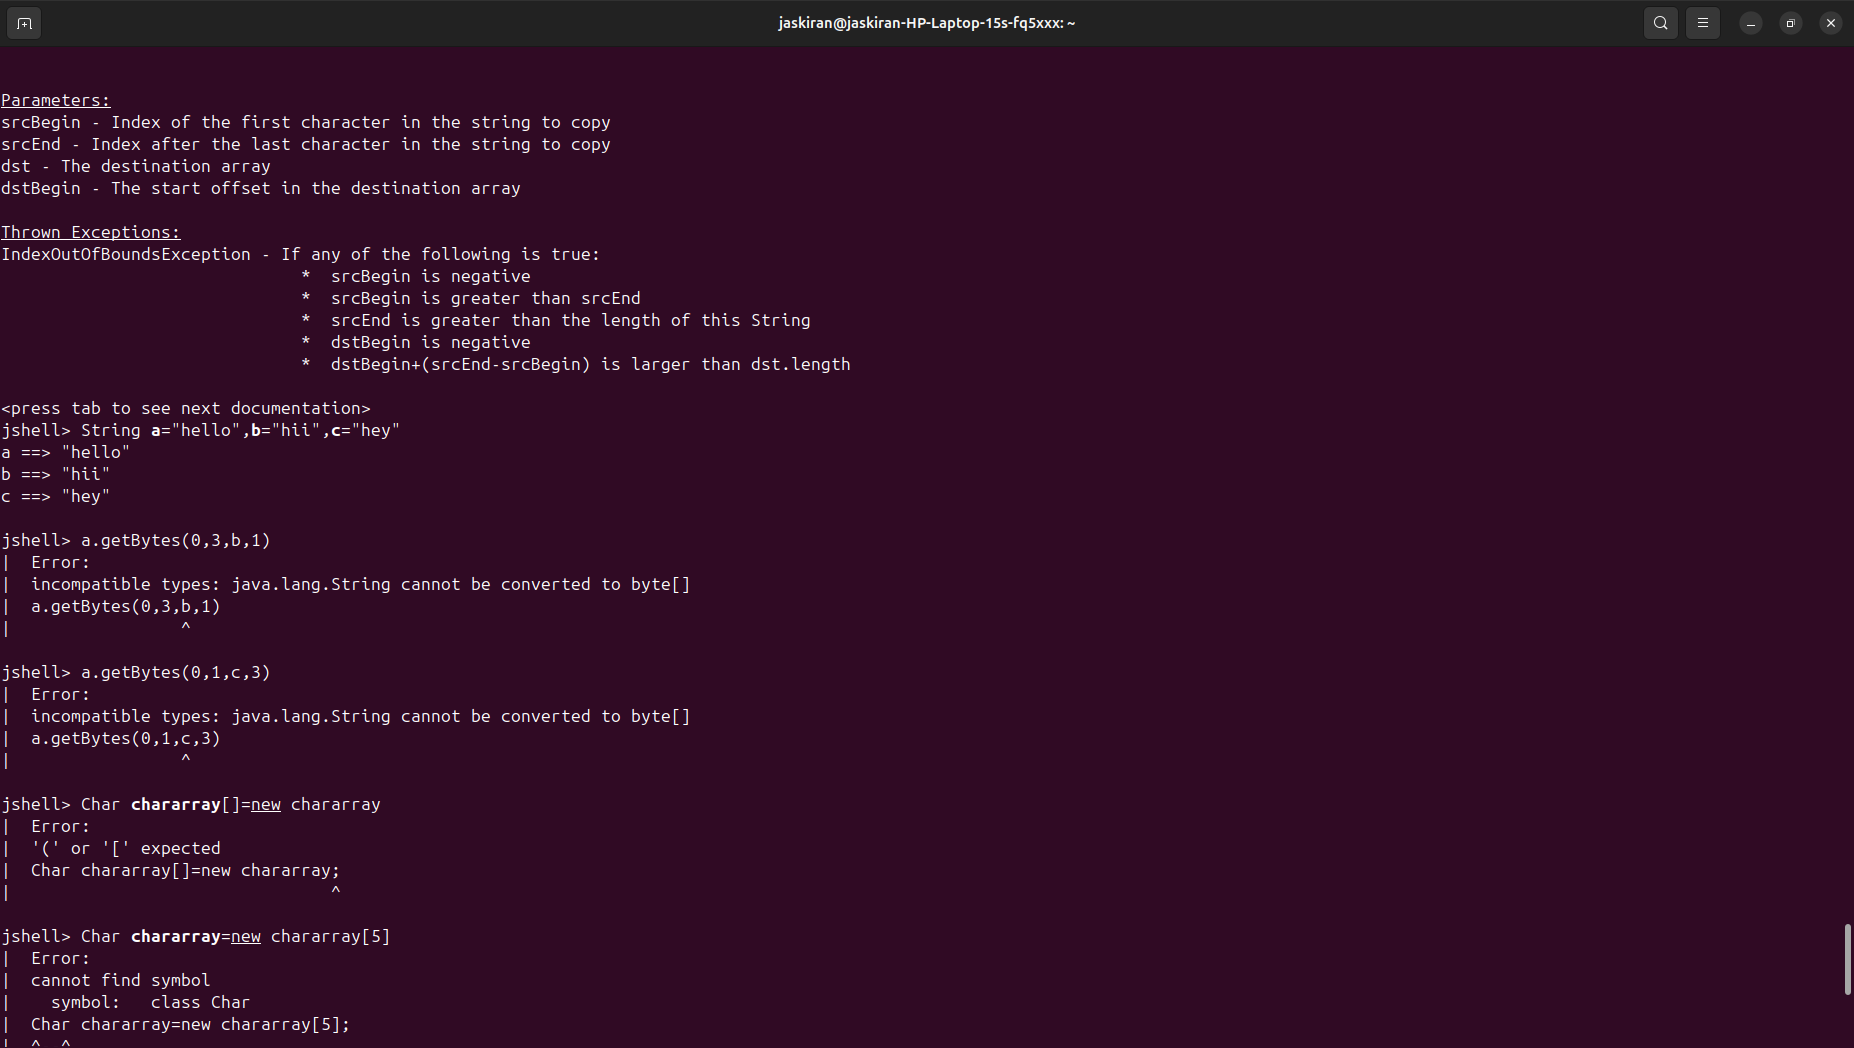 jaskiran@jaskiran-HP-Laptop-15s-fq5xxx: ~
Parameters:
srcBegin - Index of the first character in the string to copy
srcEnd - Index after the last character in the string to copy
dst - The destination array
dstBegin - The start offset in the destination array
Thrown Exceptions:
IndexOutOfBoundsException - If any of the following is true:
*  srcBegin is negative
*  srcBegin is greater than srcEnd
*  srcEnd is greater than the length of this String
*  dstBegin is negative
*  dstBegin+(srcEnd-srcBegin) is larger than dst.length
<press tab to see next documentation>
jshell> String a="hello",b="hii",c="hey"
a ==> "hello"
b ==> "hii"
c ==> "hey"
jshell> a.getBytes(0,3,b,1)
|  Error:
|  incompatible types: java.lang.String cannot be converted to byte[]
|  a.getBytes(0,3,b,1)
|                 ^
jshell> a.getBytes(0,1,c,3)
|  Error:
|  incompatible types: java.lang.String cannot be converted to byte[]
|  a.getBytes(0,1,c,3)
|                 ^
jshell> Char chararray[]=new chararray
|  Error:
|  '(' or '[' expected
|  Char chararray[]=new chararray;
|                                ^
jshell> Char chararray=new chararray[5]
|  Error:
|  cannot find symbol
|    symbol:   class Char
|  Char chararray=new chararray[5];
|  ^  ^